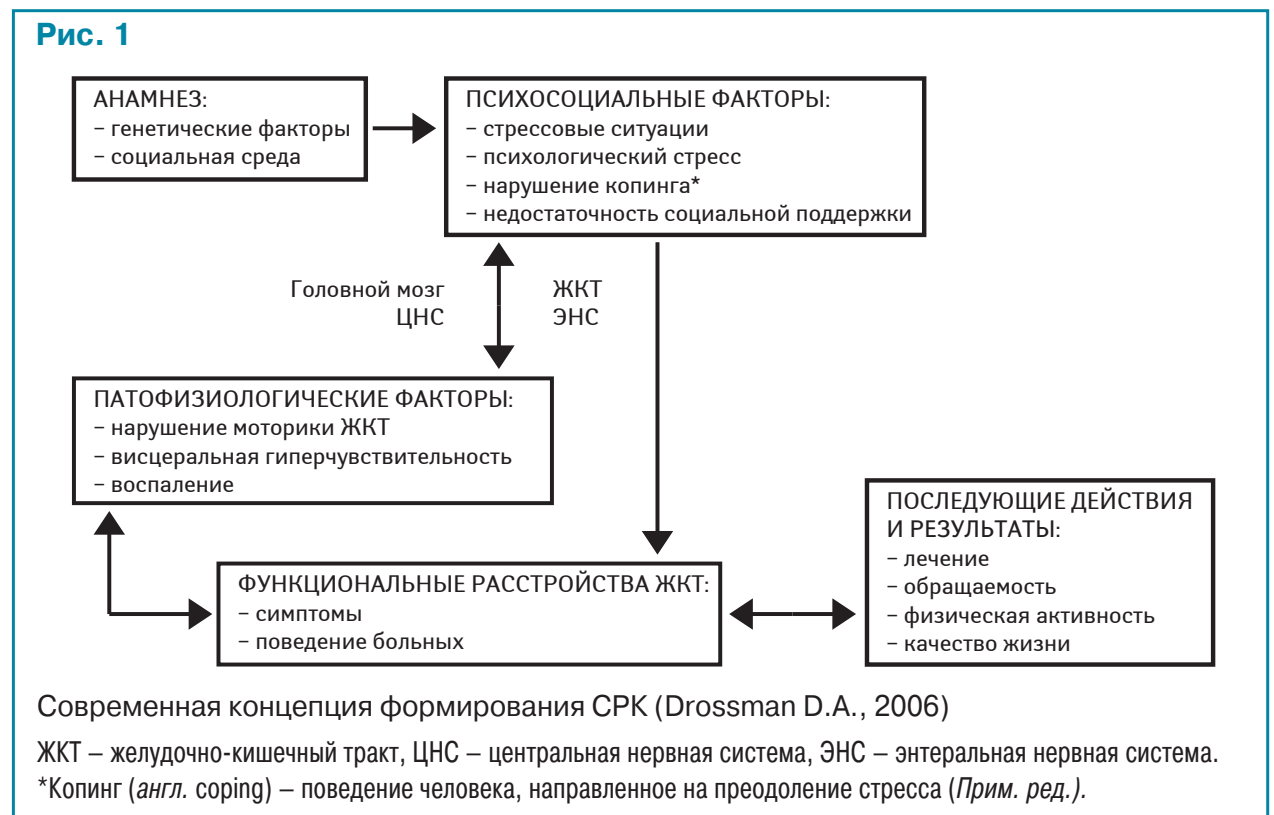 Рис. 1
АНАМНЕЗ:
– генетические факторы
– социальная среда
ПСИХОСОЦИАЛЬНЫЕ ФАКТОРЫ:
– стрессовые ситуации
– психологический стресс
– нарушение копинга*
– недостаточность социальной поддержки
Головной мозг
ЦНС
ЖКТ
ЭНС
ПАТОФИЗИОЛОГИЧЕСКИЕ ФАКТОРЫ:
– нарушение моторики ЖКТ
– висцеральная гиперчувствительность
– воспаление
ФУНКЦИОНАЛЬНЫЕ РАССТРОЙСТВА ЖКТ:
– симптомы
– поведение больных
ПОСЛЕДУЮЩИЕ ДЕЙСТВИЯ
И РЕЗУЛЬТАТЫ:
– лечение
– обращаемость
– физическая активность
– качество жизни
Современная концепция формирования СРК (Drossman D.A., 2006)
ЖКТ – желудочно-кишечный тракт, ЦНС – центральная нервная система, ЭНС – энтеральная нервная система.
*Копинг (англ. coping) – поведение человека, направленное на преодоление стресса (Прим. ред.).